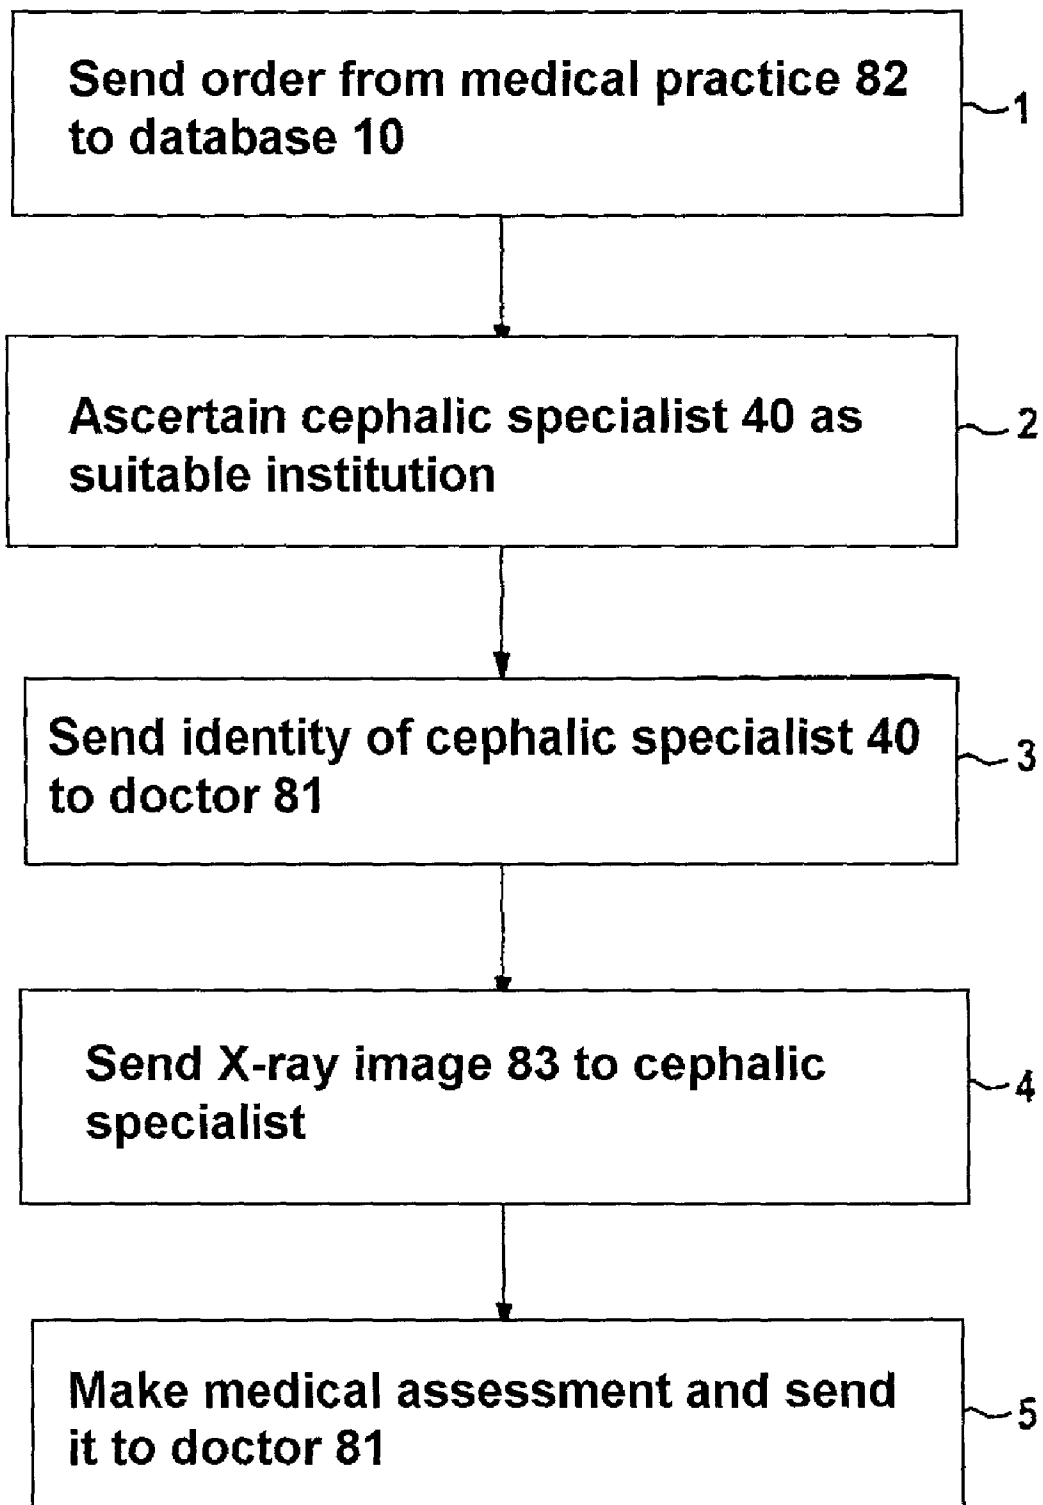 Send order from medical practice 82
to database 10
1
Ascertain cephalic specialist 40 as
suitable institution
2
Send identity of cephalic specialist 40
to doctor 81
3
Send X-ray image 83 to cephalic
specialist
4
Make medical assessment and send
it to doctor 81
5